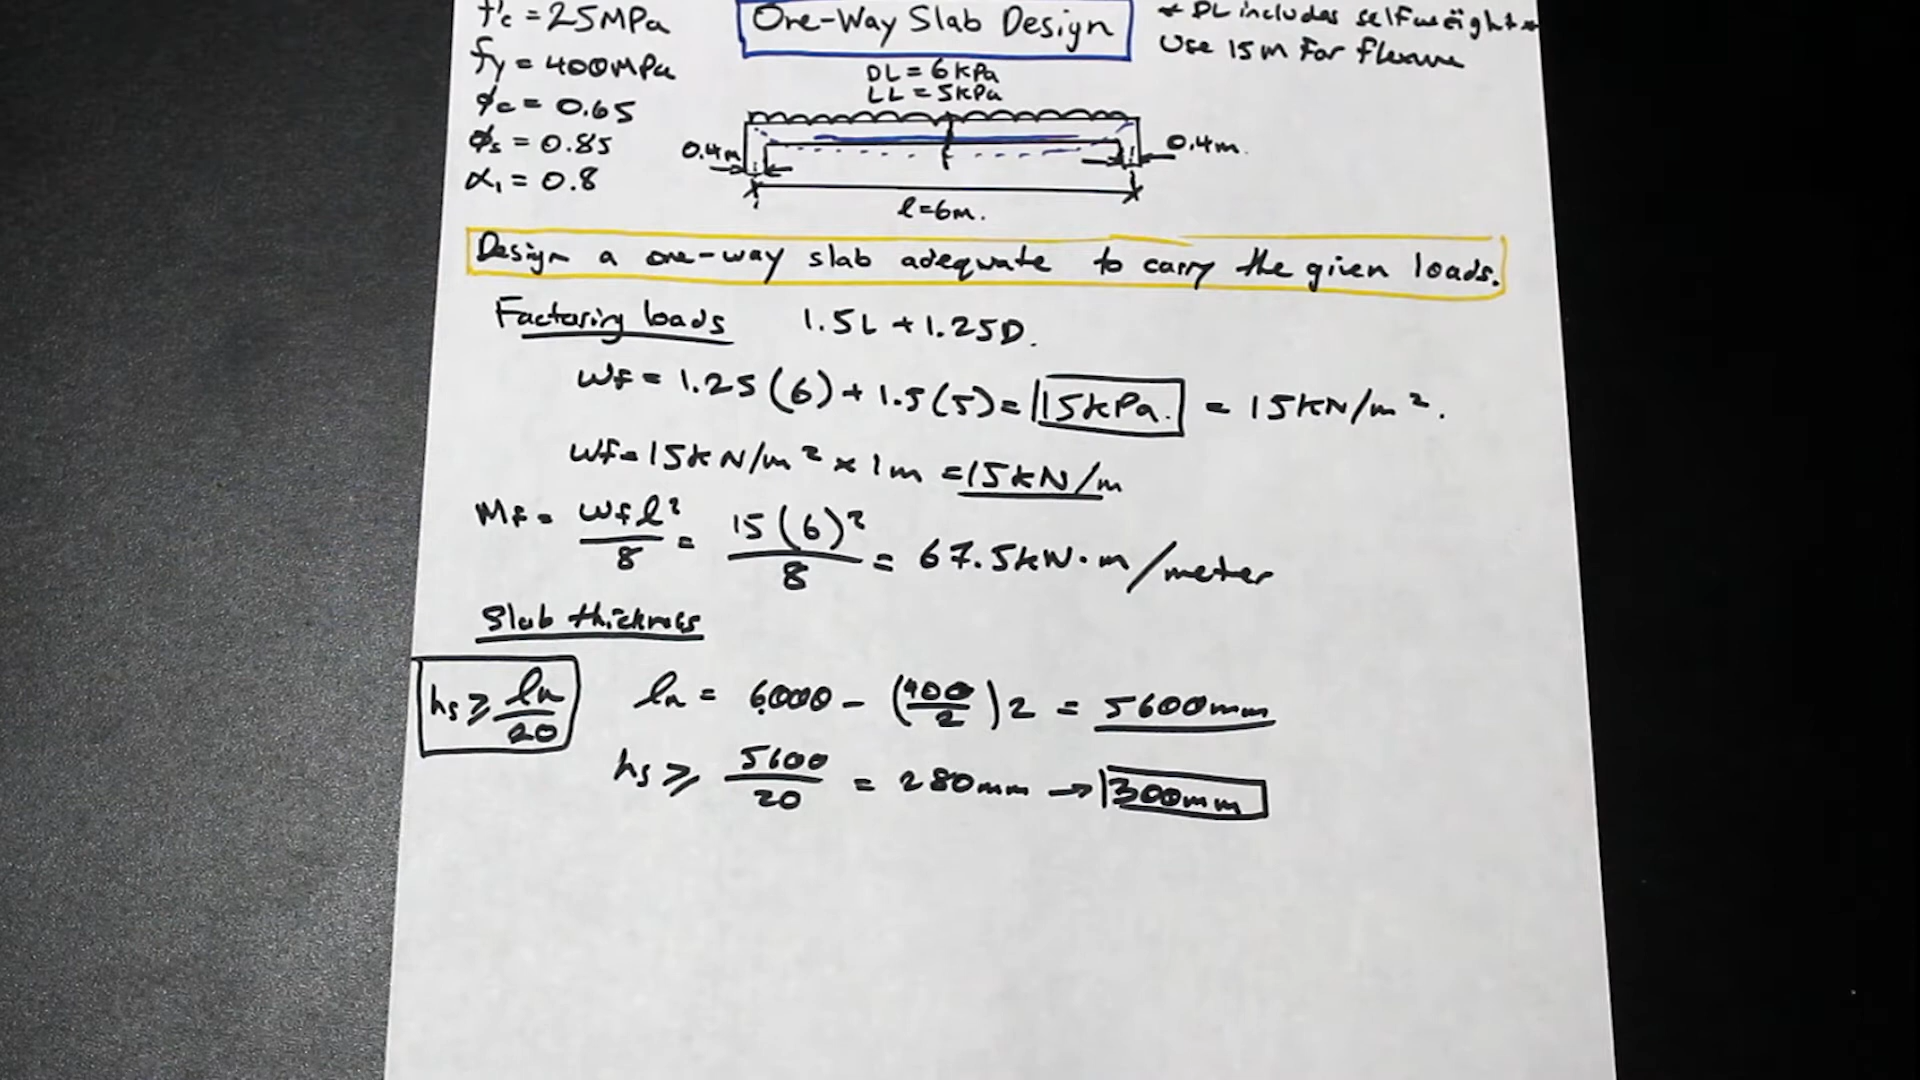 f'c = 25MPa
fy = 400MPa
ϕc = 0.65
ϕs = 0.85
α₁ = 0.8
One-Way Slab Design
* DL includes selfweight *
Use 15M For flexure
DL = 6kPa
LL = 5kPa
0.4m
0.4m.
l=6m.
Design a one-way slab adequate to carry the given loads.
Factoring loads 1.5L + 1.25D.
Wf = 1.25(6) + 1.5(5) = 15kPa. = 15kN/m².
Wf = 15kN/m² × 1m = 15kN/m
Mf = Wf l²/8 = 15(6)²/8 = 67.5kN·m/meter
Slab thickness
hs ≥ ln/20 ln = 6000 - (400/2)2 = 5600mm
hs ≥ 5600/20 = 280mm → 300mm